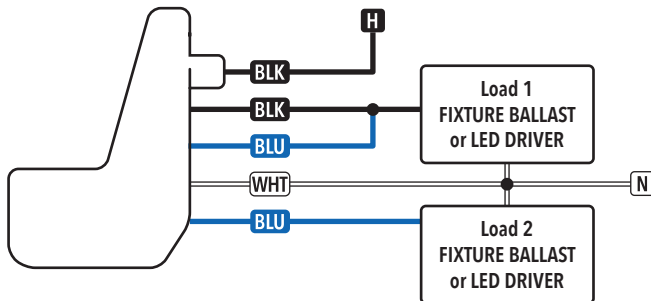 H
BLK
BLK
BLU
WHT
BLU
Load 1
FIXTURE BALLAST
or LED DRIVER
N
Load 2
FIXTURE BALLAST
or LED DRIVER